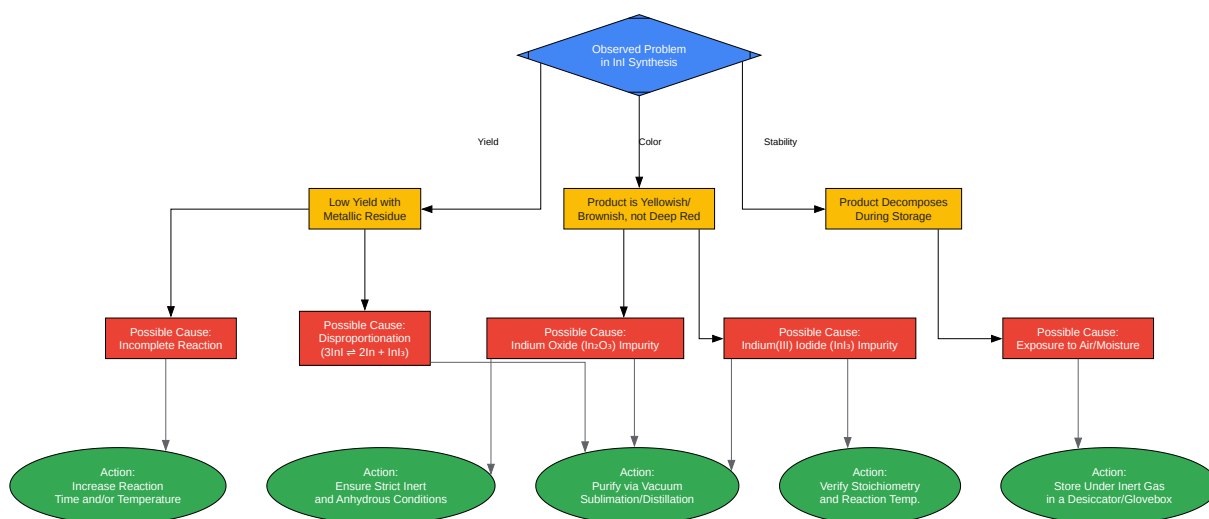 Observed Problem
in InI Synthesis
Yield
Color
Stability
Low Yield with
Metallic Residue
Product is Yellowish/
Brownish, not Deep Red
Product Decomposes
During Storage
Possible Cause:
Incomplete Reaction
Possible Cause:
Disproportionation
(3InI ⇌ 2In + InI₃)
Possible Cause:
Indium Oxide (In₂O₃) Impurity
Possible Cause:
Indium(III) Iodide (InI₃) Impurity
Possible Cause:
Exposure to Air/Moisture
Action:
Increase Reaction
Time and/or Temperature
Action:
Ensure Strict Inert
and Anhydrous Conditions
Action:
Purify via Vacuum
Sublimation/Distillation
Action:
Verify Stoichiometry
and Reaction Temp.
Action:
Store Under Inert Gas
in a Desiccator/Glovebox